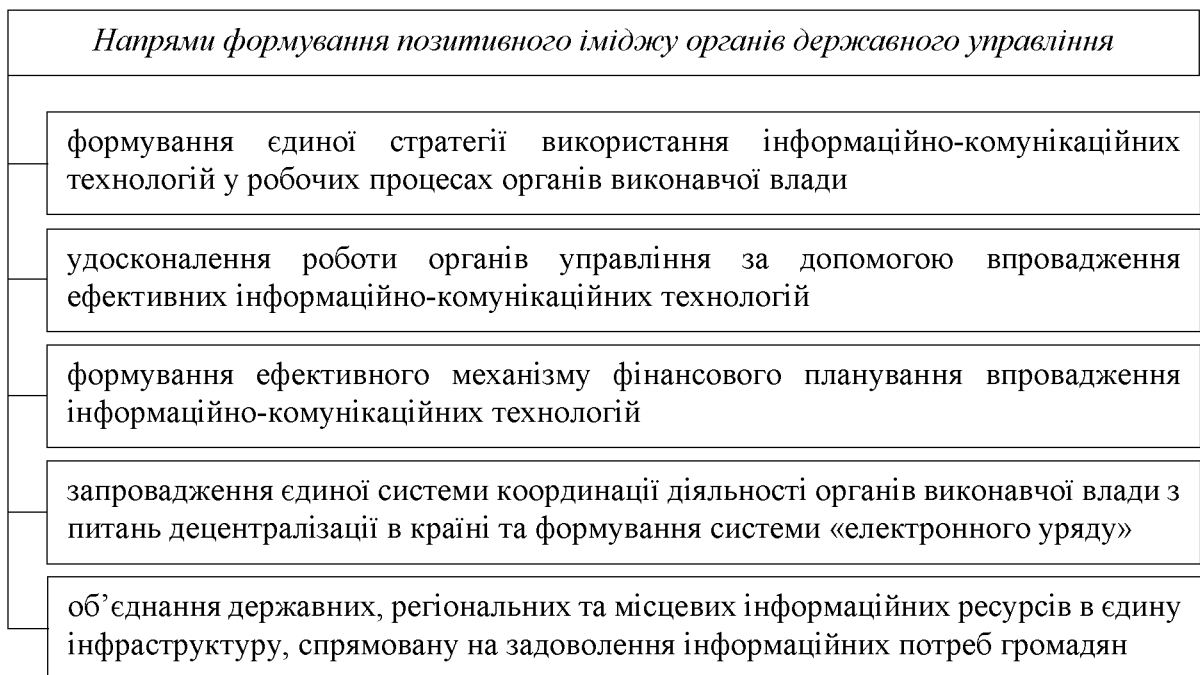 Напрями формування позитивного іміджу органів державного управління
формування єдиної стратегії використання інформаційно-комунікаційних
технологій у робочих процесах органів виконавчої влади
удосконалення роботи органів управління за допомогою впровадження
ефективних інформаційно-комунікаційних технологій
формування ефективного механізму фінансового планування впровадження
інформаційно-комунікаційних технологій
запровадження єдиної системи координації діяльності органів виконавчої влади з
питань децентралізації в країні та формування системи «електронного уряду»
об’єднання державних, регіональних та місцевих інформаційних ресурсів в єдину
інфраструктуру, спрямовану на задоволення інформаційних потреб громадян